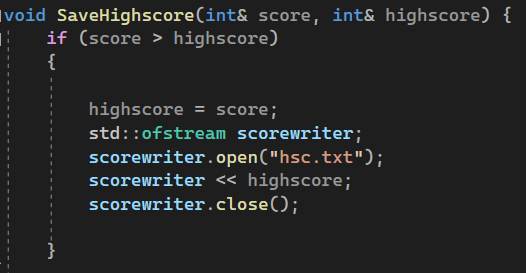 void SaveHighscore(int& score, int& highscore) {
if (score > highscore)
{
highscore = score;
std::ofstream scorewriter;
scorewriter.open("hsc.txt");
scorewriter << highscore;
scorewriter.close();
}